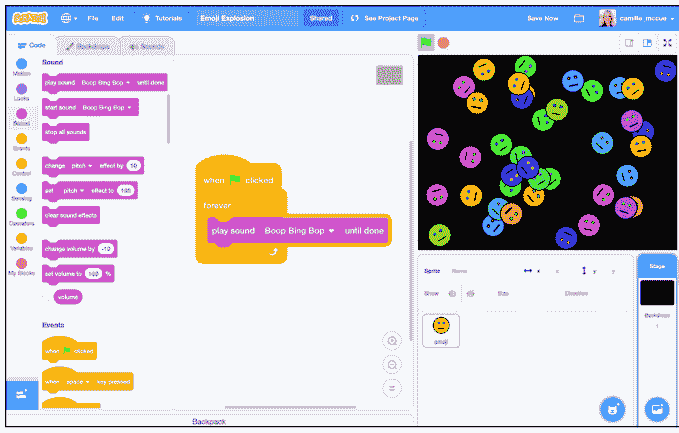 SCRATCH File Edit Tutorials Emoji Explosion Shared See Project Page Save Now camille mccue
Code Backdrops Sounds
Motion
Looks
Sound
Events
Control
Sensing
Operators
Variables
My Blocks
Sound
play sound Boop Bing Bop until done
start sound Boop Bing Bop
stop all sounds
change pitch effect by 10
set pitch effect to 100
clear sound effects
change volume by -10
set volume to 100 %
volume
Events
when clicked
when space key pressed
when clicked
forever
play sound Boop Bing Bop until done
Backpack
Sprite Name x x y y
Show Size Direction
emoji
Stage
Backdrops
1